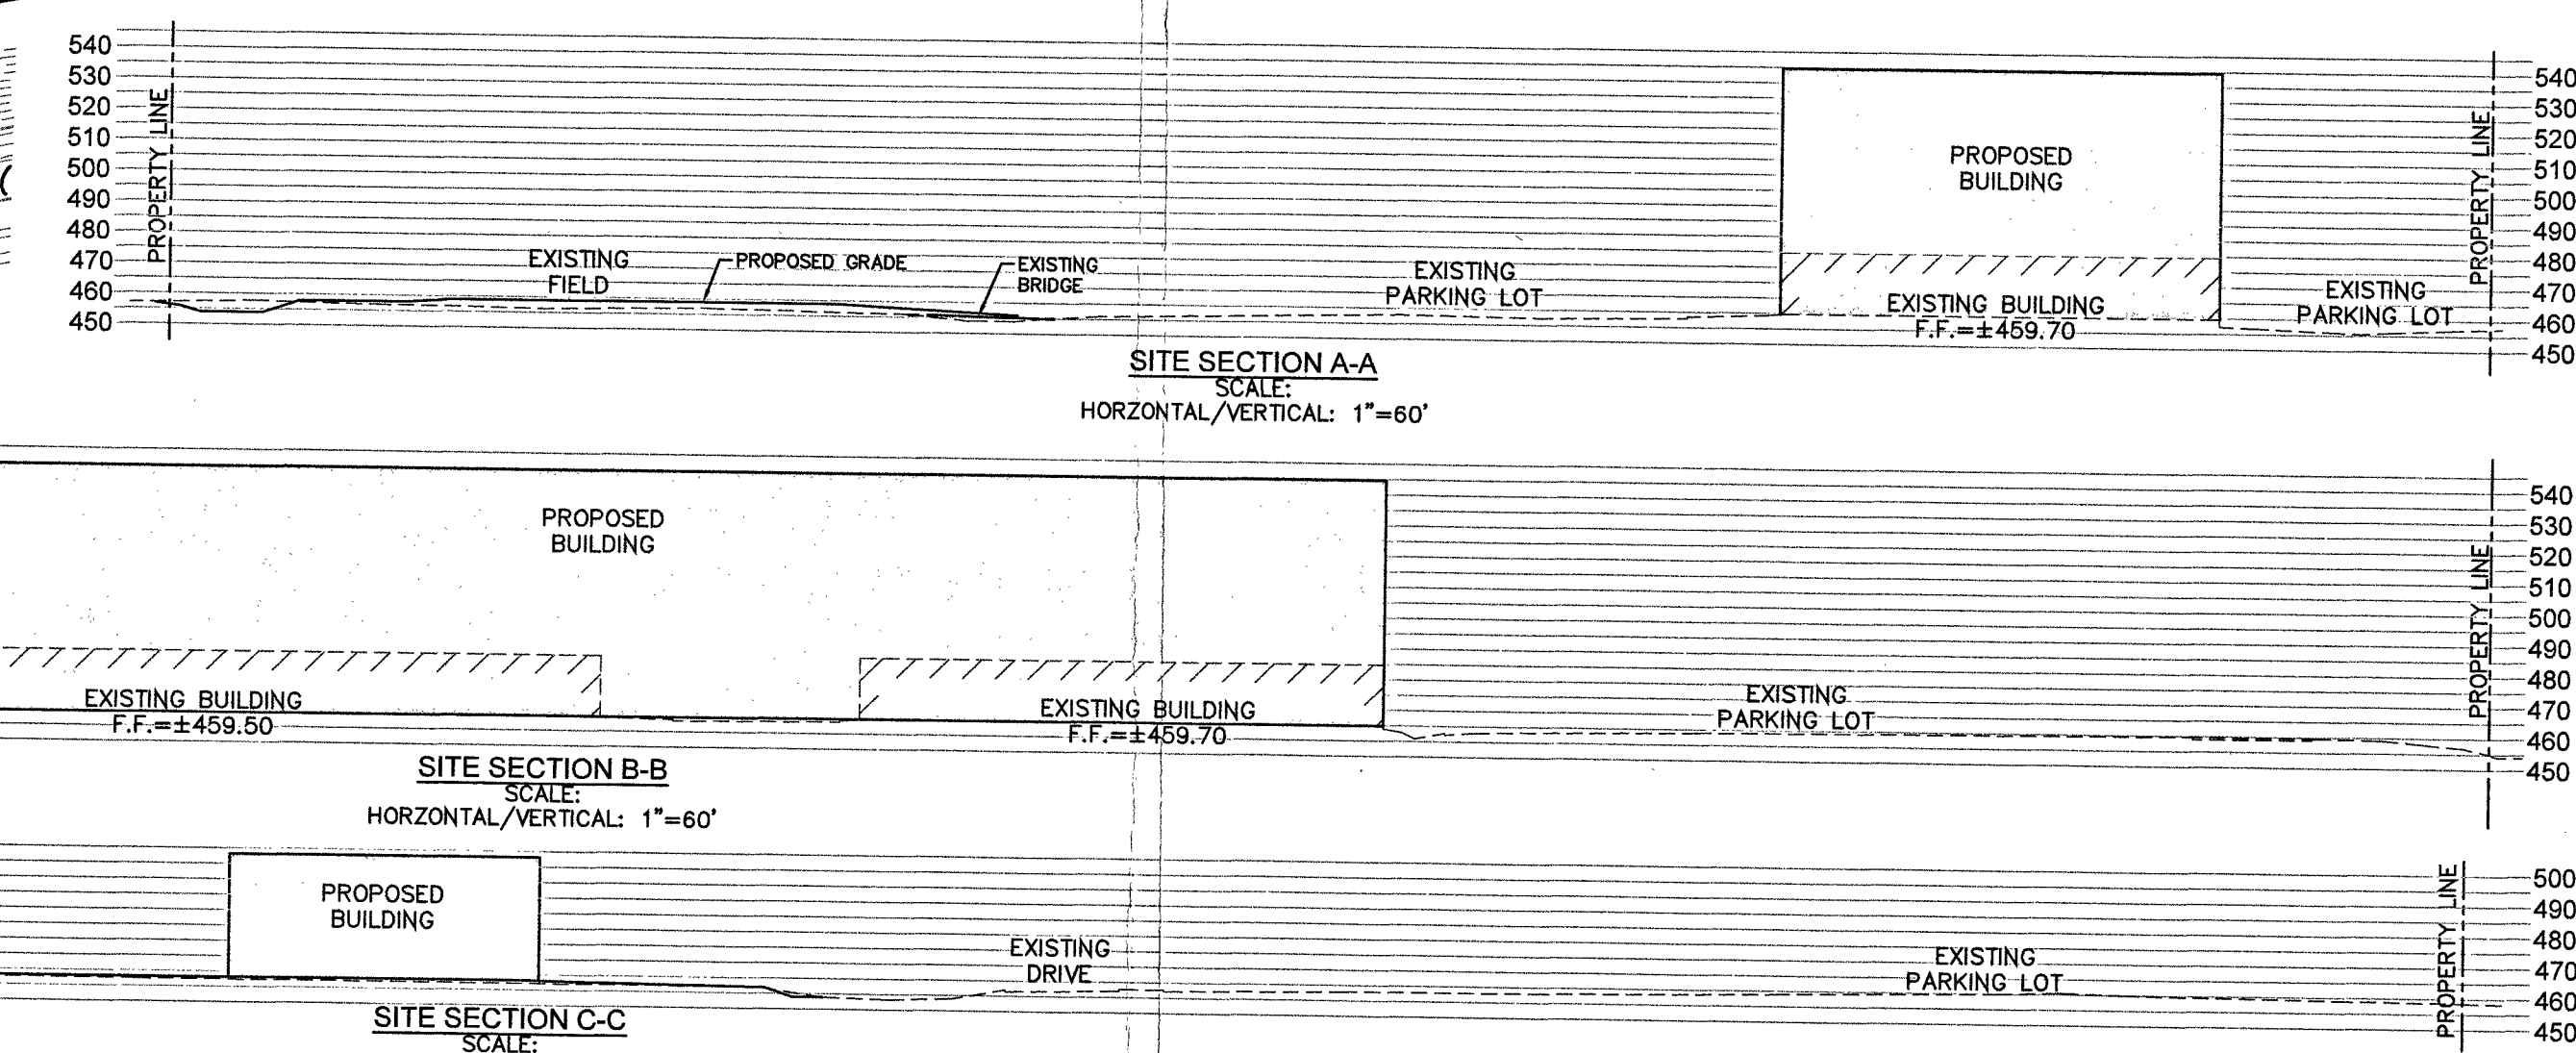 540
530
520
510
500
490
480
470
460
450
PROPERTY LINE
EXISTING
FIELD
PROPOSED GRADE
EXISTING
BRIDGE
EXISTING
PARKING LOT
PROPOSED
BUILDING
EXISTING BUILDING
F.F.=±459.70
EXISTING
PARKING LOT
PROPERTY LINE
540
530
520
510
500
490
480
470
460
450
SITE SECTION A-A
SCALE:
HORZONTAL/VERTICAL: 1"=60'
PROPOSED
BUILDING
EXISTING BUILDING
F.F.=±459.50
EXISTING BUILDING
F.F.=±459.70
EXISTING
PARKING LOT
PROPERTY LINE
540
530
520
510
500
490
480
470
460
450
SITE SECTION B-B
SCALE:
HORZONTAL/VERTICAL: 1"=60'
PROPOSED
BUILDING
EXISTING
DRIVE
EXISTING
PARKING LOT
PROPERTY LINE
500
490
480
470
460
450
SITE SECTION C-C
SCALE: